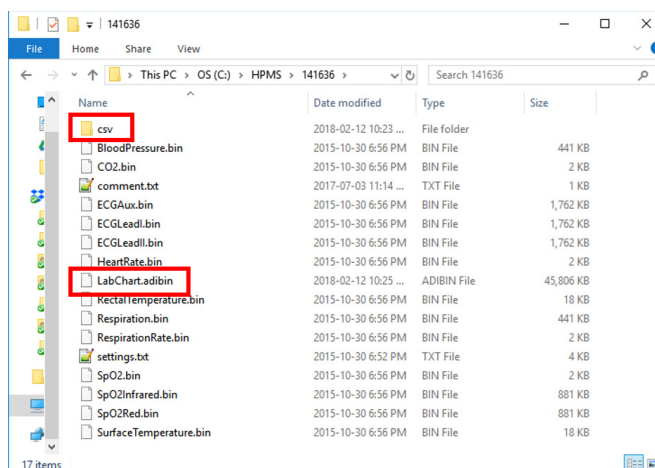 141636
File Home Share View
This PC > OS (C:) > HPMS > 141636 > Search 141636
Name Date modified Type Size
csv 2018-02-12 10:23 ... File folder
BloodPressure.bin 2015-10-30 6:56 PM BIN File 441 KB
CO2.bin 2015-10-30 6:56 PM BIN File 2 KB
comment.txt 2017-07-03 11:14 ... TXT File 1 KB
ECGAux.bin 2015-10-30 6:56 PM BIN File 1,762 KB
ECGLeadI.bin 2015-10-30 6:56 PM BIN File 1,762 KB
ECGLeadII.bin 2015-10-30 6:56 PM BIN File 1,762 KB
HeartRate.bin 2015-10-30 6:56 PM BIN File 2 KB
LabChart.adibin 2018-02-12 10:25 ... ADIBIN File 45,806 KB
RectalTemperature.bin 2015-10-30 6:56 PM BIN File 18 KB
Respiration.bin 2015-10-30 6:56 PM BIN File 441 KB
RespirationRate.bin 2015-10-30 6:56 PM BIN File 2 KB
settings.txt 2015-10-30 6:52 PM TXT File 4 KB
SpO2.bin 2015-10-30 6:56 PM BIN File 2 KB
SpO2Infrared.bin 2015-10-30 6:56 PM BIN File 881 KB
SpO2Red.bin 2015-10-30 6:56 PM BIN File 881 KB
SurfaceTemperature.bin 2015-10-30 6:56 PM BIN File 18 KB
17 items